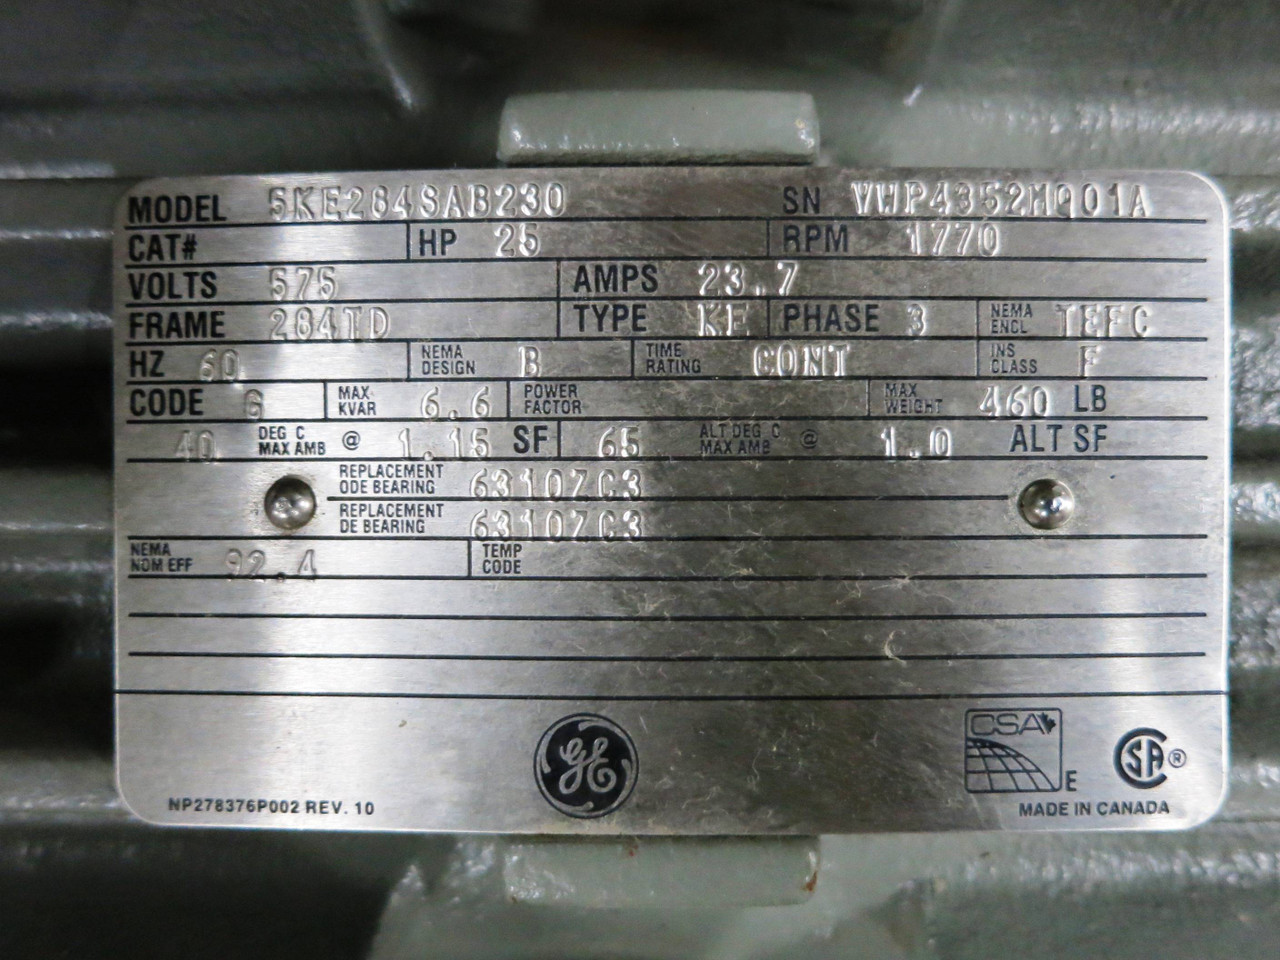 MODEL 5KE284SAB230 SN VWP4352MQ01A
CAT# HP 25 RPM 1770
VOLTS 575 AMPS 23.7
FRAME 284TD TYPE KE PHASE 3 NEMA ENCL TEFC
HZ 60 NEMA DESIGN B TIME RATING CONT INS CLASS F
CODE G MAX KVAR 6.6 POWER FACTOR MAX WEIGHT 460 LB
40 DEG C MAX AMB @ 1.15 SF 65 ALT DEG C MAX AMB @ 1.0 ALT SF
REPLACEMENT ODE BEARING 6310ZC3
REPLACEMENT DE BEARING 6310ZC3
NEMA NOM EFF 92.4 TEMP CODE
GE
CSA
E
SA®
NP278376P002 REV. 10
MADE IN CANADA